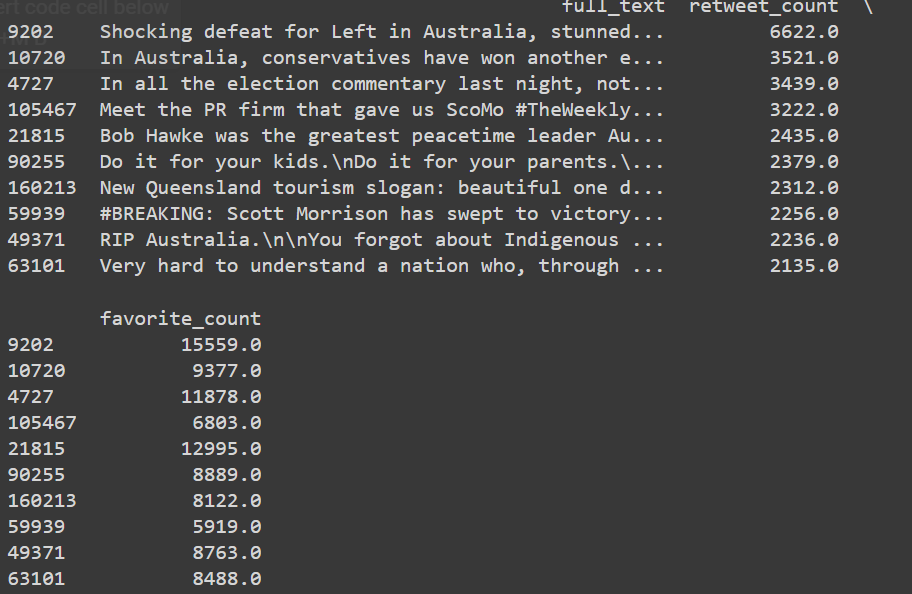 ert code cell below
full_text  retweet_count  \
9202    Shocking defeat for Left in Australia, stunned...         6622.0
10720   In Australia, conservatives have won another e...         3521.0
4727    In all the election commentary last night, not...         3439.0
105467  Meet the PR firm that gave us ScoMo #TheWeekly...         3222.0
21815   Bob Hawke was the greatest peacetime leader Au...         2435.0
90255   Do it for your kids.\nDo it for your parents.\...         2379.0
160213  New Queensland tourism slogan: beautiful one d...         2312.0
59939   #BREAKING: Scott Morrison has swept to victory...         2256.0
49371   RIP Australia.\n\nYou forgot about Indigenous ...         2236.0
63101   Very hard to understand a nation who, through ...         2135.0
favorite_count
9202           15559.0
10720           9377.0
4727           11878.0
105467          6803.0
21815          12995.0
90255           8889.0
160213          8122.0
59939           5919.0
49371           8763.0
63101           8488.0